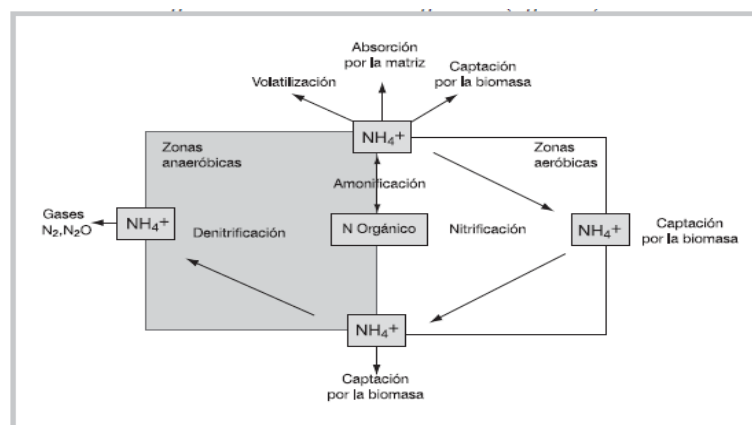 Absorción
por la matriz
Volatilización
Captación
por la biomasa
NH₄⁺
Zonas
anaeróbicas
Zonas
aeróbicas
Amonificación
Gases
N₂,N₂O
NH₄⁺
Denitrificación
N Orgánico
Nitrificación
NH₄⁺
Captación
por la biomasa
NH₄⁺
Captación
por la biomasa